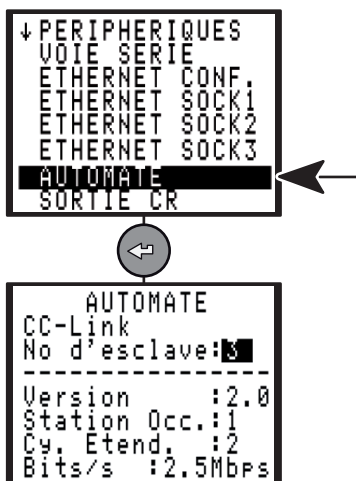 ↓PERIPHERIQUES
VOIE SERIE
ETHERNET CONF.
ETHERNET SOCK1
ETHERNET SOCK2
ETHERNET SOCK3
AUTOMATE
SORTIE CR
AUTOMATE
CC-Link
No d'esclave:3
------------------
Version :2.0
Station Occ.:1
Cy. Etend. :2
Bits/s :2.5Mbps